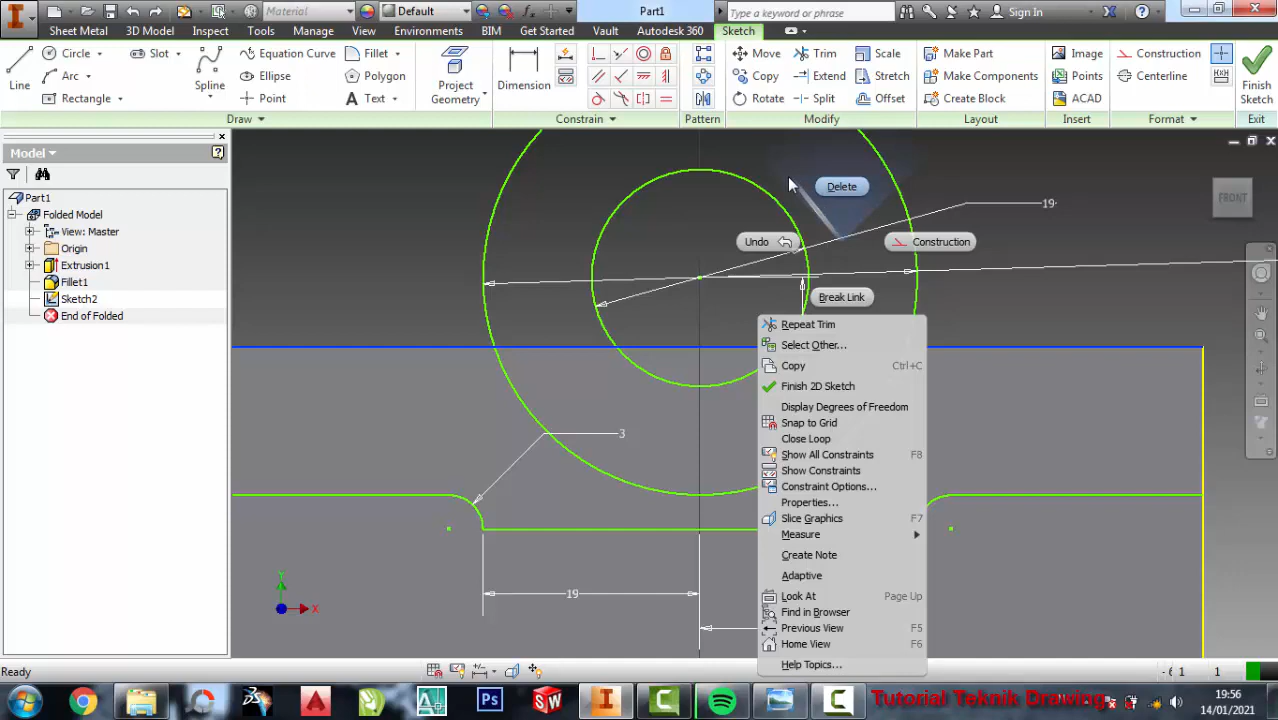 Material
Default
Part1
Type a keyword or phrase
Sign In
Sheet Metal
3D Model
Inspect
Tools
Manage
View
Environments
BIM
Get Started
Vault
Autodesk 360
Sketch
Line
Circle
Arc
Rectangle
Slot
Spline
Equation Curve
Ellipse
Point
Fillet
Polygon
Text
Project Geometry
Dimension
Move
Copy
Rotate
Trim
Extend
Split
Scale
Stretch
Offset
Make Part
Make Components
Create Block
Image
Points
ACAD
Construction
Centerline
Finish Sketch
Draw
Constrain
Pattern
Modify
Layout
Insert
Format
Exit
Model
Part1
Folded Model
View: Master
Origin
Extrusion1
Fillet1
Sketch2
End of Folded
FRONT
19
Delete
Undo
Construction
Break Link
Repeat Trim
Select Other...
Copy Ctrl+C
Finish 2D Sketch
Display Degrees of Freedom
Snap to Grid
Close Loop
Show All Constraints F8
Show Constraints
Constraint Options...
Properties...
Slice Graphics F7
Measure
Create Note
Adaptive
Look At Page Up
Find in Browser
Previous View F5
Home View F6
Help Topics...
3
19
Y
X
Ready
1 1
Ps
SW
Tutorial Teknik Drawing
19:56
14/01/2021